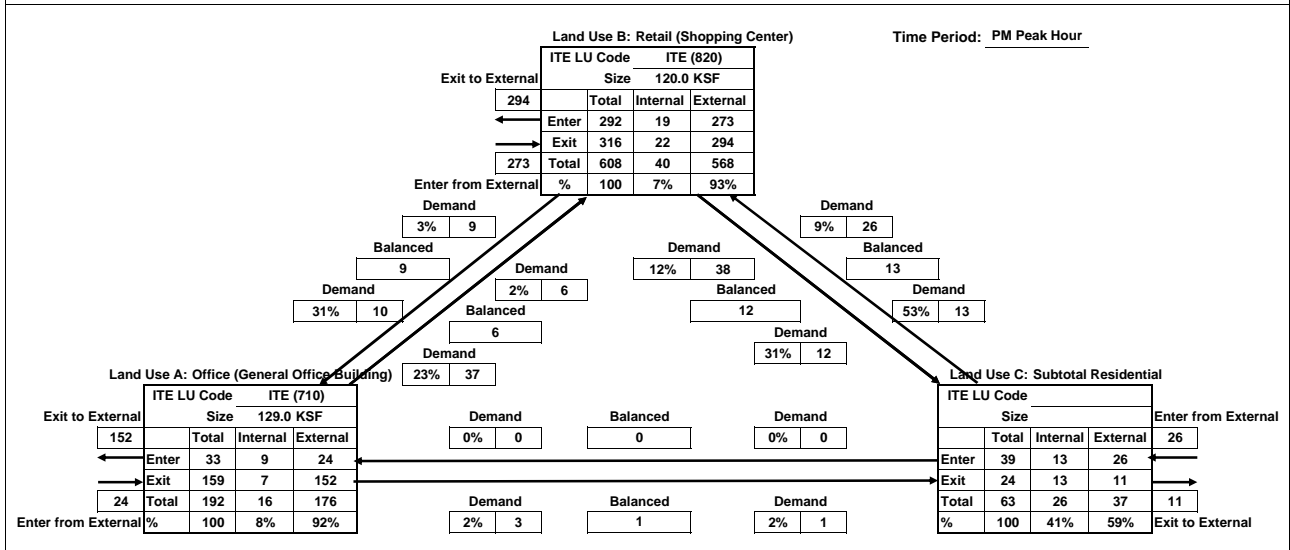 Land Use B: Retail (Shopping Center)
Time Period: PM Peak Hour
ITE LU Code ITE (820)
Exit to External Size 120.0 KSF
294 Total Internal External
Enter 292 19 273
Exit 316 22 294
273 Total 608 40 568
Enter from External % 100 7% 93%
Demand Demand
3% 9 9% 26
Balanced Demand Balanced
9 12% 38 13
Demand Demand Balanced Demand
31% 10 2% 6 12 53% 13
Balanced
6 Demand
Demand 31% 12
23% 37
Land Use A: Office (General Office Building) Land Use C: Subtotal Residential
ITE LU Code ITE (710) ITE LU Code
Exit to External Size 129.0 KSF Demand Balanced Demand Size Enter from External
152 Total Internal External 0% 0 0 0% 0 Total Internal External 26
Enter 33 9 24 Enter 39 13 26
Exit 159 7 152 Exit 24 13 11
24 Total 192 16 176 Demand Balanced Demand Total 63 26 37 11
Enter from External % 100 8% 92% 2% 3 1 2% 1 % 100 41% 59% Exit to External